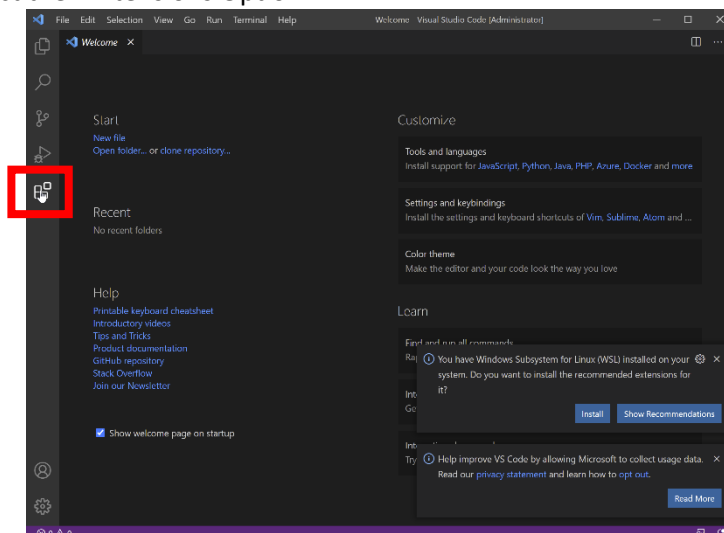 File Edit Selection View Go Run Terminal Help
Welcome Visual Studio Code [Administrator]
Welcome
Start
New file
Open folder... or clone repository...
Recent
No recent folders
Help
Printable keyboard cheatsheet
Introductory videos
Tips and Tricks
Product documentation
GitHub repository
Stack Overflow
Join our Newsletter
Show welcome page on startup
Customize
Tools and languages
Install support for JavaScript, Python, Java, PHP, Azure, Docker and more
Settings and keybindings
Install the settings and keyboard shortcuts of Vim, Sublime, Atom and ...
Color theme
Make the editor and your code look the way you love
Learn
Find and run all commands
You have Windows Subsystem for Linux (WSL) installed on your
system. Do you want to install the recommended extensions for
it?
Install Show Recommendations
Help improve VS Code by allowing Microsoft to collect usage data.
Read our privacy statement and learn how to opt out.
Read More